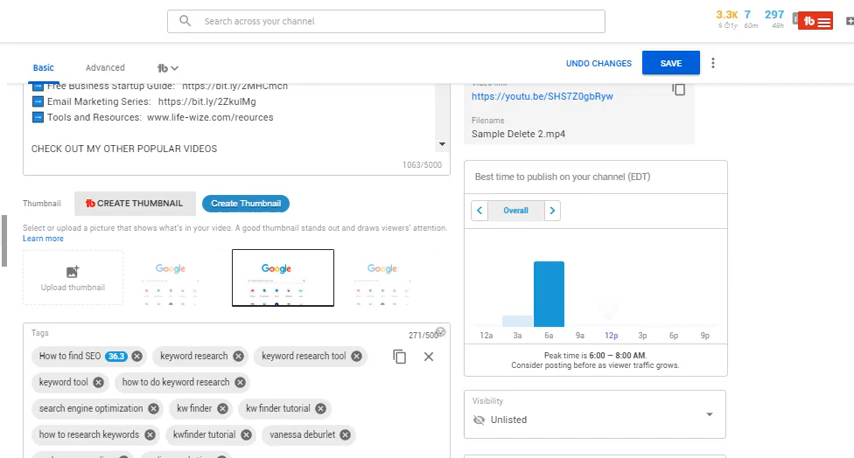 Search across your channel
3.3K 7 297
1y 60m 48h
Basic Advanced
UNDO CHANGES SAVE
Free Business Startup Guide: https://bit.ly/2MHCmch
Email Marketing Series: https://bit.ly/2ZkulMg
Tools and Resources: www.life-wize.com/reources
CHECK OUT MY OTHER POPULAR VIDEOS
1063/5000
Video link
https://youtu.be/SHS7Z0gbRyw
Filename
Sample Delete 2.mp4
Thumbnail CREATE THUMBNAIL Create Thumbnail
Select or upload a picture that shows what's in your video. A good thumbnail stands out and draws viewers' attention.
Learn more
Upload thumbnail
Google Google Google
Best time to publish on your channel (EDT)
Overall
12a 3a 6a 9a 12p 3p 6p 9p
Peak time is 6:00 — 8:00 AM.
Consider posting before as viewer traffic grows.
Tags
271/500
How to find SEO 36.3 keyword research keyword research tool
keyword tool how to do keyword research
search engine optimization kw finder kw finder tutorial
how to research keywords kwfinder tutorial vanessa deburlet
Visibility
Unlisted